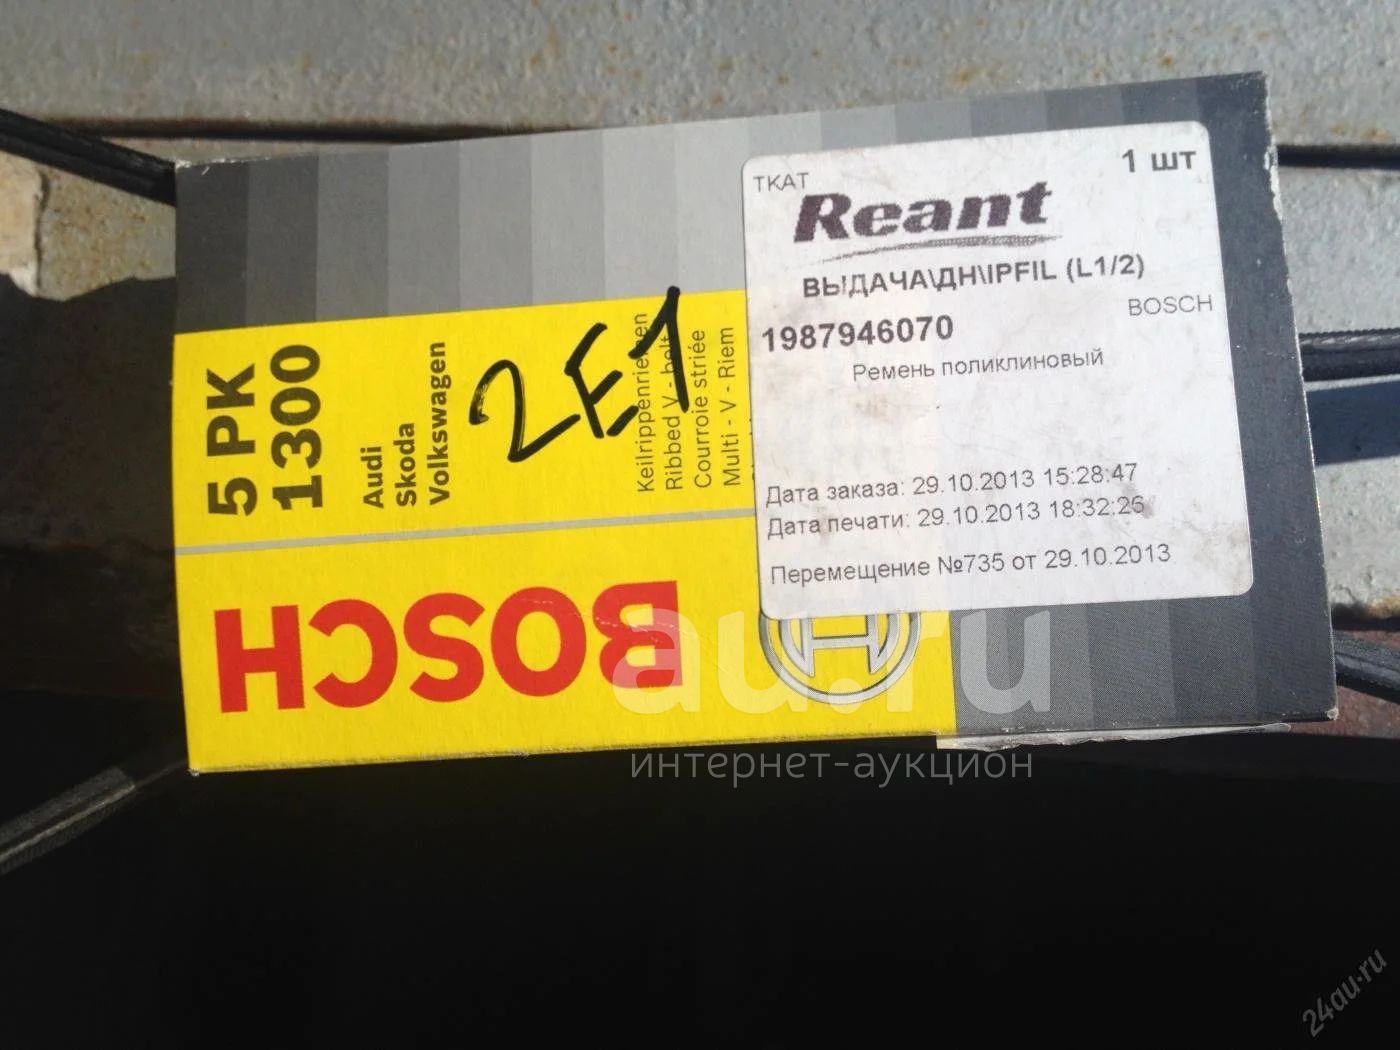 ТКАТ
1 шт
Reant
ВЫДАЧА\ДН\IPFIL (L1/2)
BOSCH
1987946070
Ремень поликлиновый
Дата заказа: 29.10.2013 15:28:47
Дата печати: 29.10.2013 18:32:26
Перемещение №735 от 29.10.2013
5 PK
1300
Audi
Skoda
Volkswagen
2E1
Keilrippenriemen
Ribbed V - belt
Courroie striée
Multi - V - Riem
BOSCH
au.ru
интернет-аукцион
24au.ru